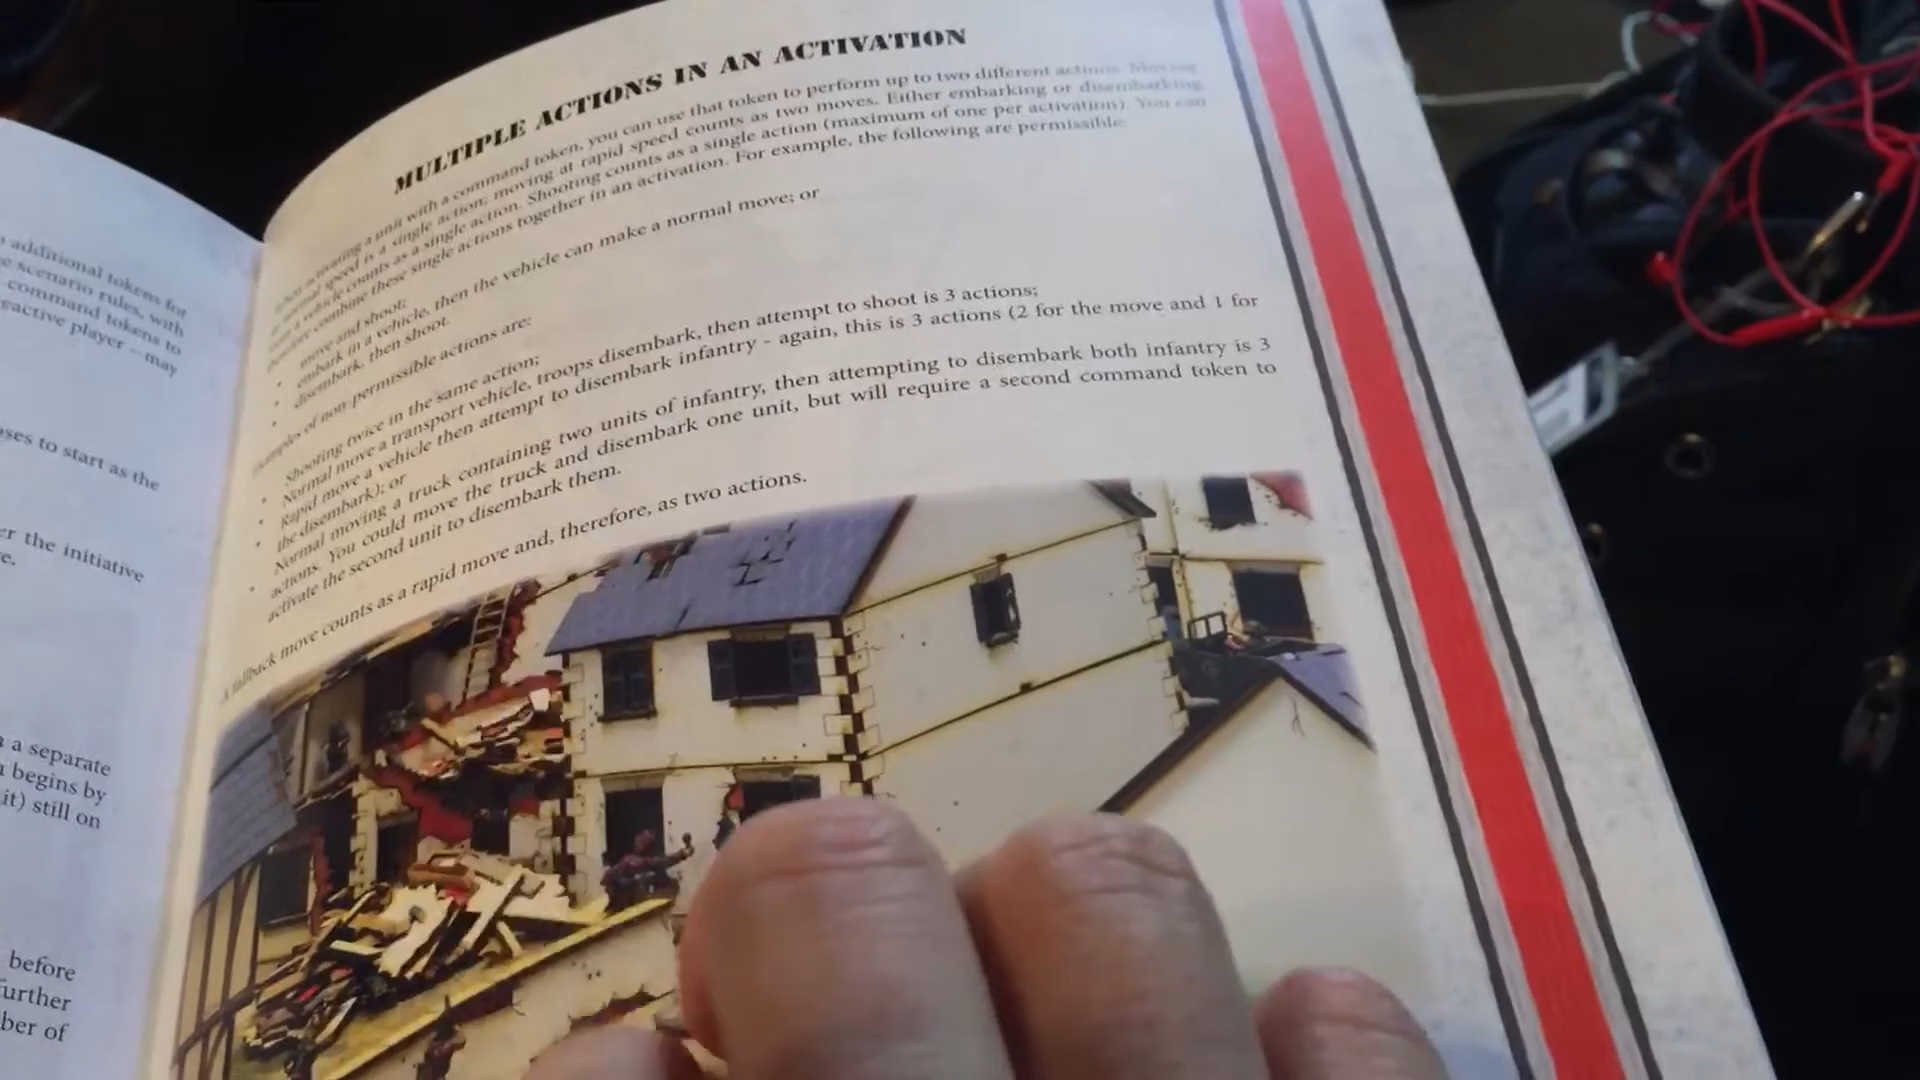 additional tokens for
scenario rules, with
command tokens to
reactive player – may
to start as the
the initiative
a separate
begins by
it) still on
before
further
of
MULTIPLE ACTIONS IN AN ACTIVATION
When activating a unit with a command token, you can use that token to perform up to two different actions. Moving
at normal speed is a single action; moving at rapid speed counts as two moves. Either embarking or disembarking
from a vehicle counts as a single action. Shooting counts as a single action (maximum of one per activation). You can
therefore combine these single actions together in an activation. For example, the following are permissible:
• move and shoot;
• embark in a vehicle, then the vehicle can make a normal move; or
• disembark, then shoot.
Examples of non-permissible actions are:
• Shooting twice in the same action;
• Normal move a transport vehicle, troops disembark, then attempt to shoot is 3 actions;
• Rapid move a vehicle then attempt to disembark infantry - again, this is 3 actions (2 for the move and 1 for
the disembark); or
• Normal moving a truck containing two units of infantry, then attempting to disembark both infantry is 3
actions. You could move the truck and disembark one unit, but will require a second command token to
activate the second unit to disembark them.
A fallback move counts as a rapid move and, therefore, as two actions.